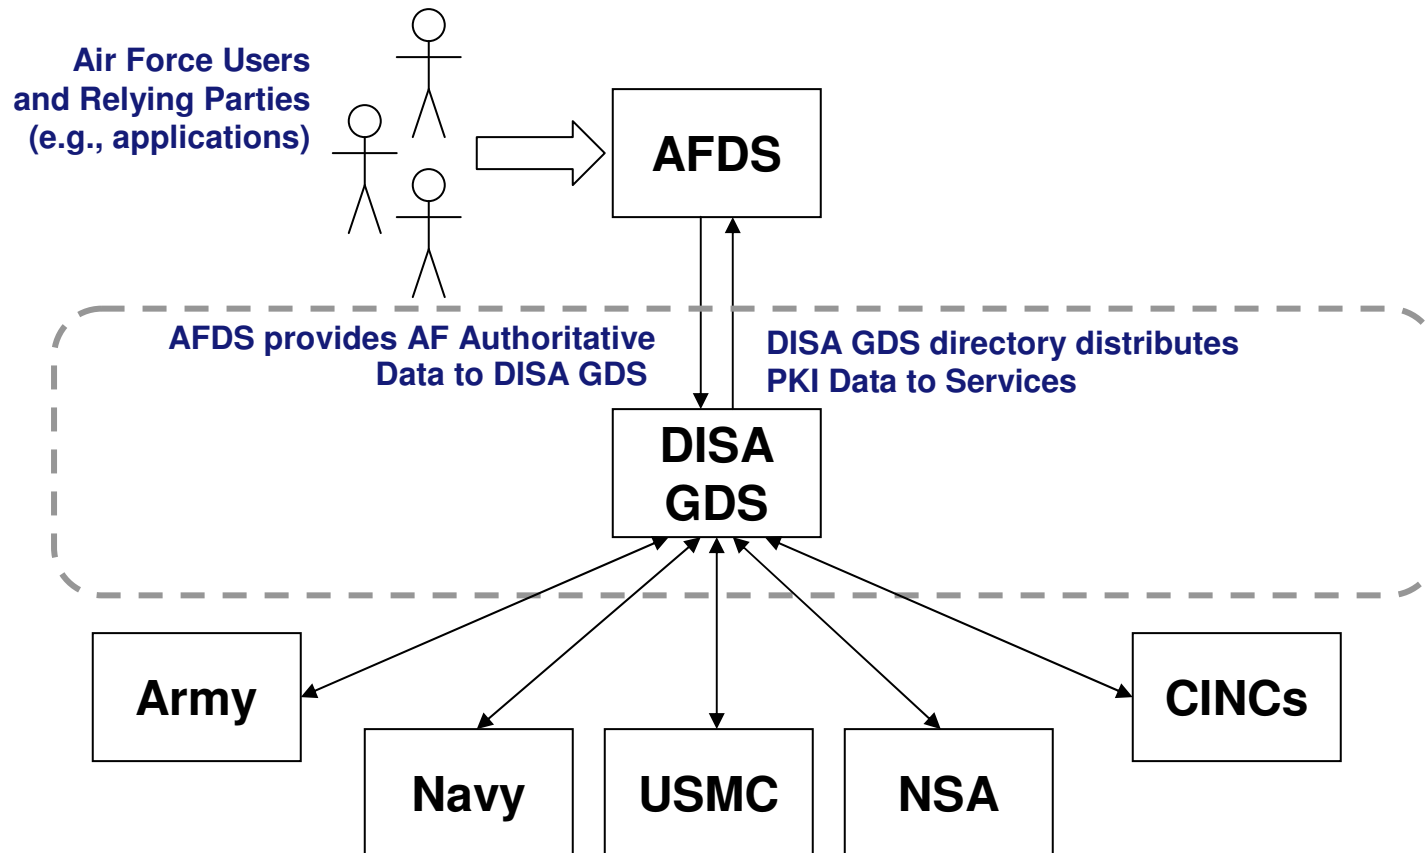 Air Force Users
and Relying Parties
(e.g., applications)
AFDS
AFDS provides AF Authoritative
Data to DISA GDS
DISA GDS directory distributes
PKI Data to Services
DISA
GDS
Army
CINCs
Navy
USMC
NSA